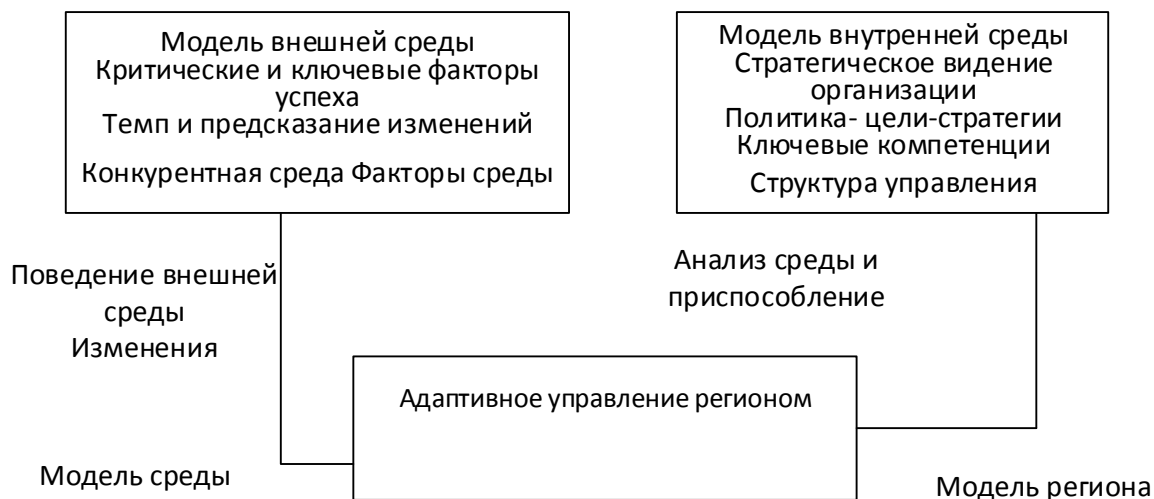 Модель внешней среды
Критические и ключевые факторы
успеха
Темп и предсказание изменений
Конкурентная среда Факторы среды
Модель внутренней среды
Стратегическое видение
организации
Политика- цели-стратегии
Ключевые компетенции
Структура управления
Поведение внешней
среды
Изменения
Анализ среды и
приспособление
Адаптивное управление регионом
Модель среды
Модель региона